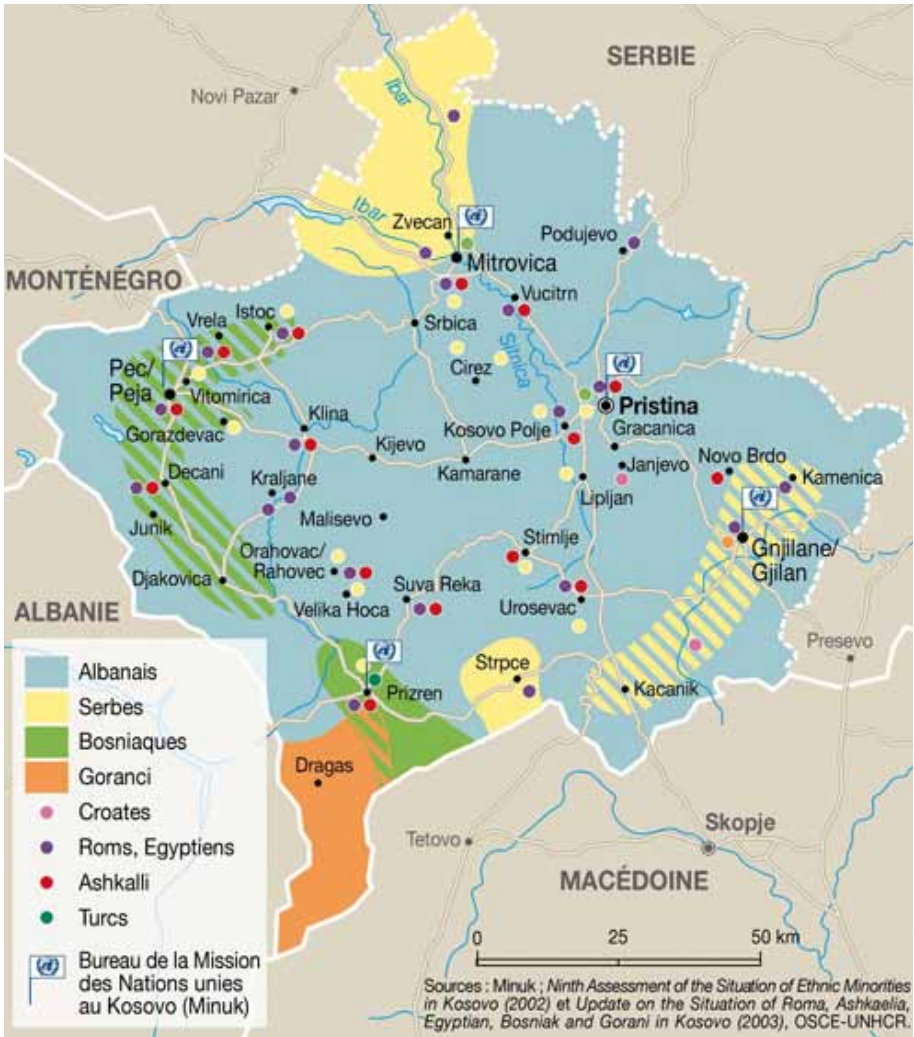 SERBIE
Novi Pazar
Ibar
Ibar
Zvecan
Podujevo
Mitrovica
MONTÉNÉGRO
Vucitrn
Istoc
Vrela
Srbica
Sitnica
Pec/
Peja
Cirez
Vitomirica
Pristina
Klina
Kosovo Polje
Gracanica
Gorazdevac
Kijevo
Novo Brdo
Decani
Kamarane
Janjevo
Kamenica
Kraljane
Lipljan
Junik
Malisevo
Stimlje
Gnjilane/
Gjilan
Orahovac/
Rahovec
Djakovica
Suva Reka
Velika Hoca
Urosevac
ALBANIE
Presevo
Strpce
Prizren
Kacanik
Dragas
Skopje
Tetovo
MACÉDOINE
Albanais
Serbes
Bosniaques
Goranci
Croates
Roms, Egyptiens
Ashkalli
Turcs
Bureau de la Mission
des Nations unies
au Kosovo (Minuk)
0 25 50 km
Sources : Minuk ; Ninth Assessment of the Situation of Ethnic Minorities
in Kosovo (2002) et Update on the Situation of Roma, Ashkaelia,
Egyptian, Bosniak and Gorani in Kosovo (2003), OSCE-UNHCR.